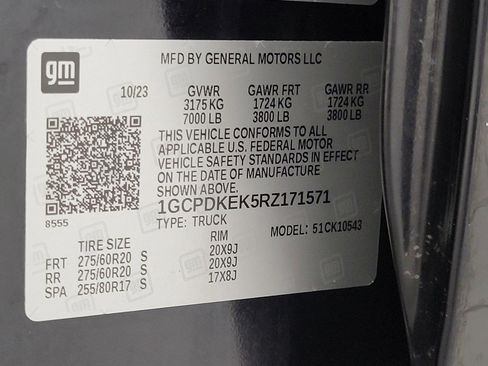 gm
MFD BY GENERAL MOTORS LLC
10/23 GVWR GAWR FRT GAWR RR
3175 KG 1724 KG 1724 KG
7000 LB 3800 LB 3800 LB
THIS VEHICLE CONFORMS TO ALL
APPLICABLE U.S. FEDERAL MOTOR
VEHICLE SAFETY STANDARDS IN EFFECT
ON THE DATE OF MANUFACTURE
SHOWN ABOVE.
1GCPDKEK5RZ171571
8555 TYPE: TRUCK MODEL: 51CK10543
TIRE SIZE RIM
FRT 275/60R20 S 20X9J
RR 275/60R20 S 20X9J
SPA 255/80R17 S 17X8J